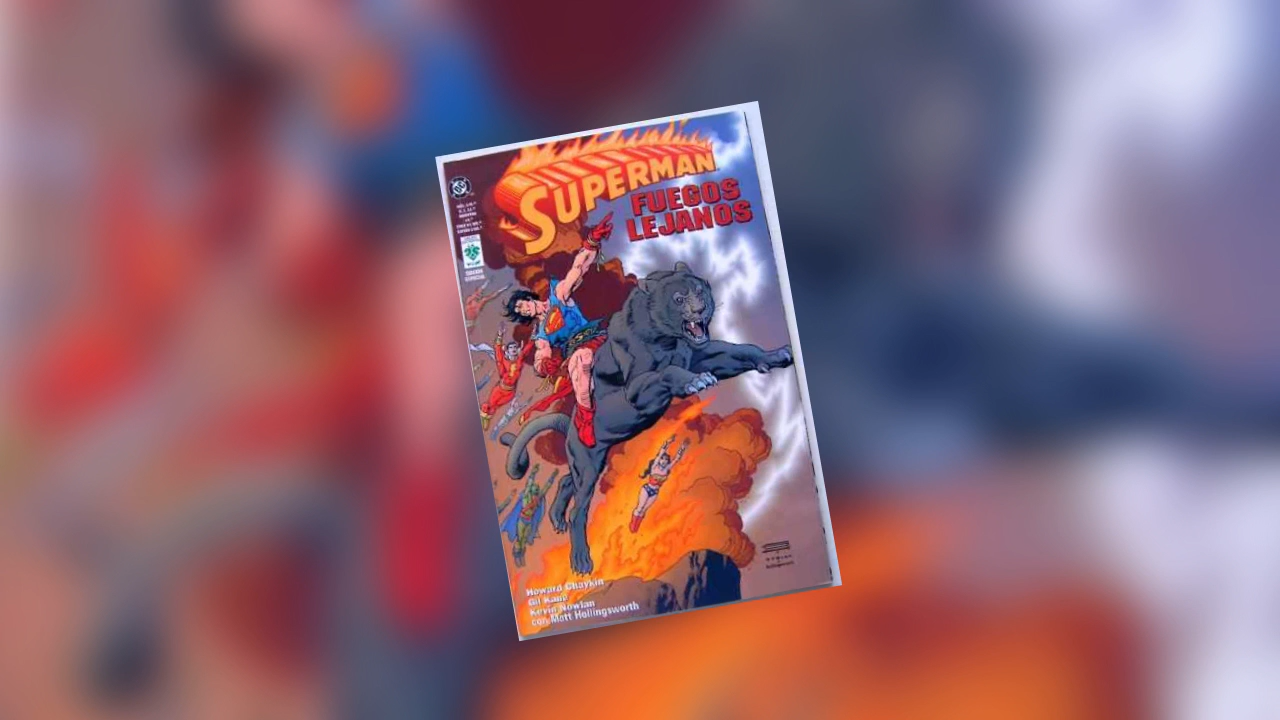 SUPERMAN
FUEGOS
LEJANOS
Howard Chaykin
Gil Kane
Kevin Nowlan
con Matt Hollingsworth